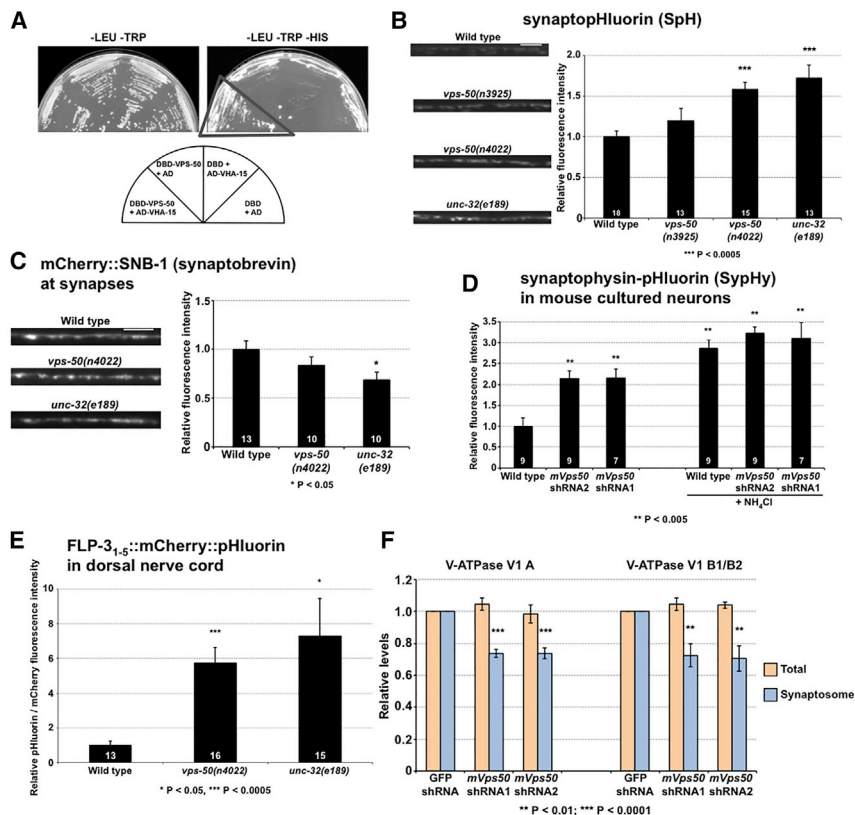 A
-LEU -TRP
-LEU -TRP -HIS
DBD-VPS-50
+ AD
DBD +
AD-VHA-15
DBD-VPS-50
+ AD-VHA-15
DBD
+ AD
B
synaptopHluorin (SpH)
Wild type
vps-50(n3925)
vps-50(n4022)
unc-32(e189)
Relative fluorescence intensity
2.0
1.5
1.0
0.5
0.0
***
***
18
13
15
13
Wild type
vps-50
(n3925)
vps-50
(n4022)
unc-32
(e189)
*** P < 0.0005
C
mCherry::SNB-1 (synaptobrevin)
at synapses
Wild type
vps-50(n4022)
unc-32(e189)
Relative fluorescence intensity
1.5
1.0
0.5
0
*
13
10
10
Wild type
vps-50
(n4022)
unc-32
(e189)
* P < 0.05
D
synaptophysin-pHluorin (SypHy)
in mouse cultured neurons
Relative fluorescence intensity
3.5
3.0
2.5
2.0
1.5
1.0
0.5
0
**
**
**
**
**
9
9
7
9
9
7
Wild type
mVps50
shRNA2
mVps50
shRNA1
Wild type
mVps50
shRNA2
mVps50
shRNA1
+ NH4Cl
** P < 0.005
E
FLP-31-5::mCherry::pHluorin
in dorsal nerve cord
Relative pHluorin / mCherry fluorescence intensity
10
8
6
4
2
0
***
*
13
16
15
Wild type
vps-50(n4022)
unc-32(e189)
* P < 0.05, *** P < 0.0005
F
V-ATPase V1 A
V-ATPase V1 B1/B2
Relative levels
1.2
1.0
0.8
0.6
0.4
0.2
0
***
***
**
**
Total
Synaptosome
GFP
shRNA
mVps50
shRNA1
mVps50
shRNA2
GFP
shRNA
mVps50
shRNA1
mVps50
shRNA2
** P < 0.01; *** P < 0.0001